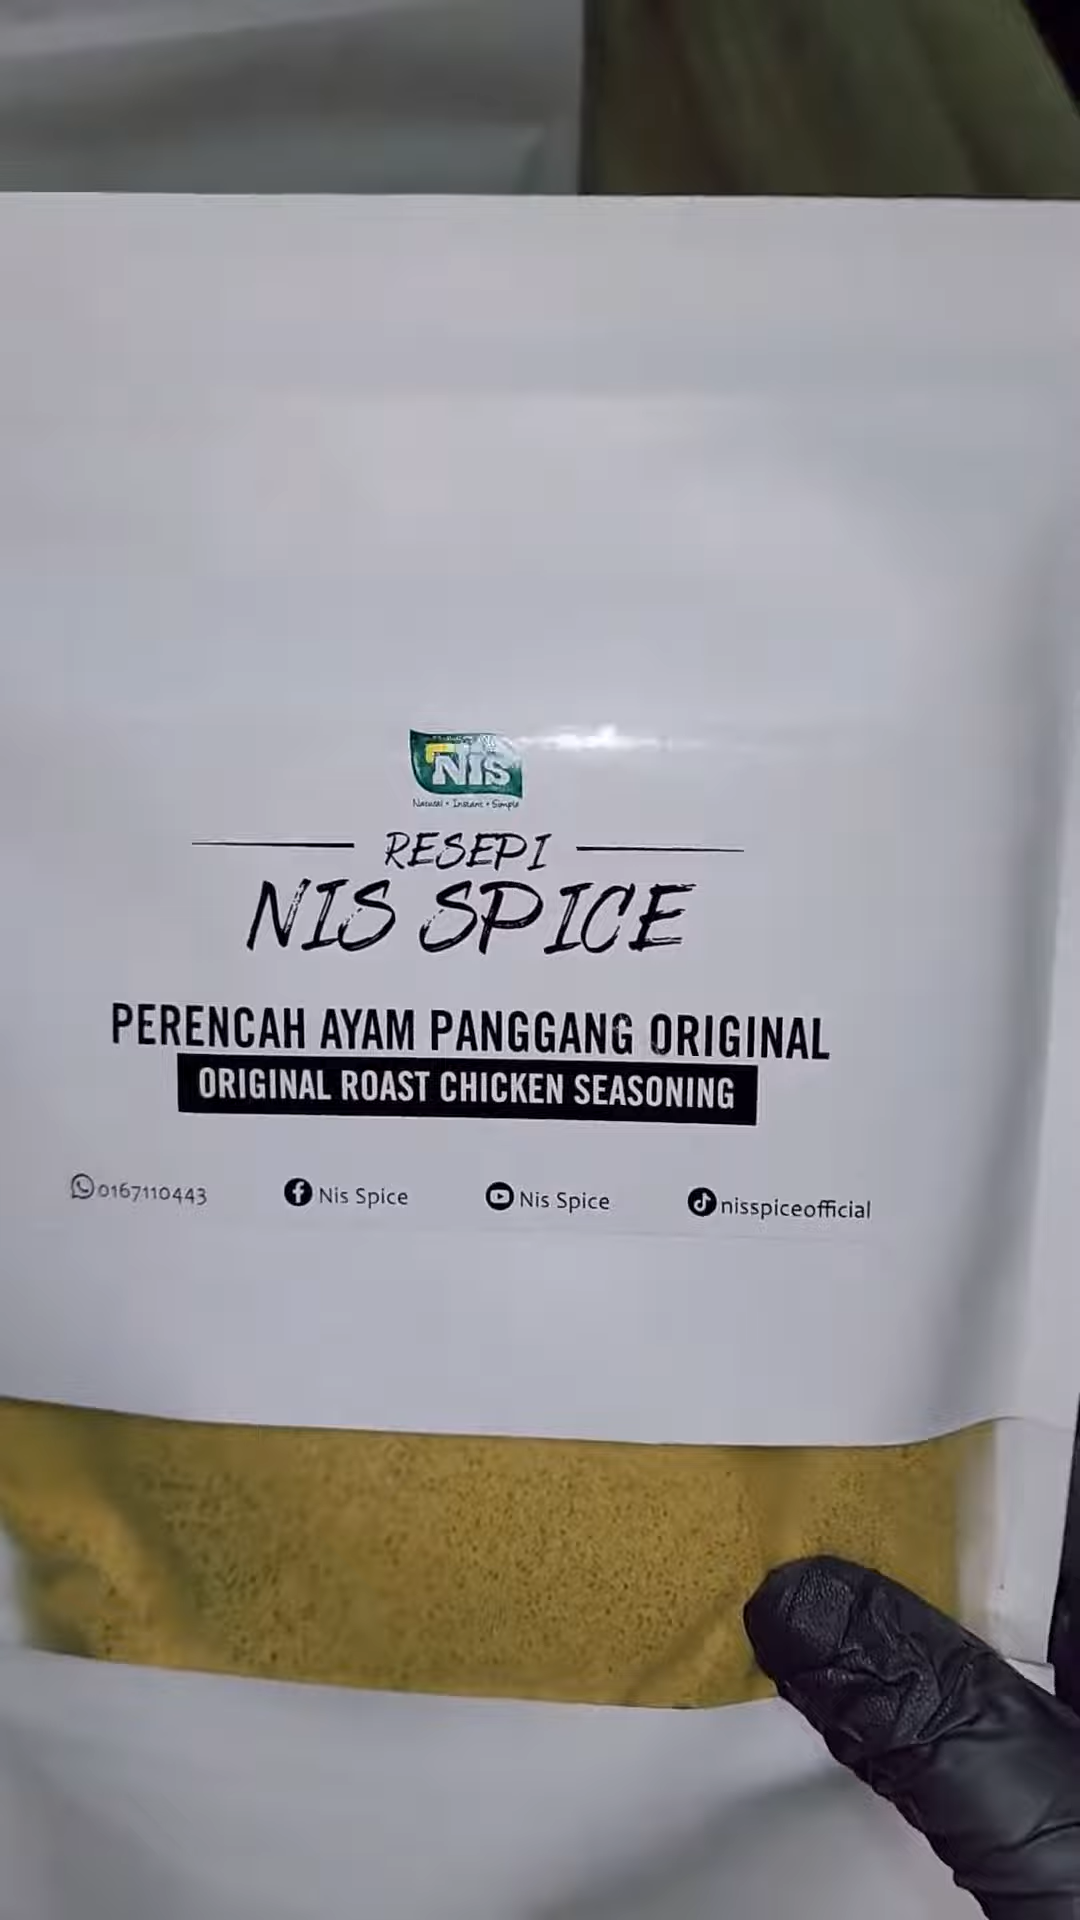 NIS
Natural • Instant • Simple
RESEPI
NIS SPICE
PERENCAH AYAM PANGGANG ORIGINAL
ORIGINAL ROAST CHICKEN SEASONING
0167110443 Nis Spice Nis Spice nisspiceofficial